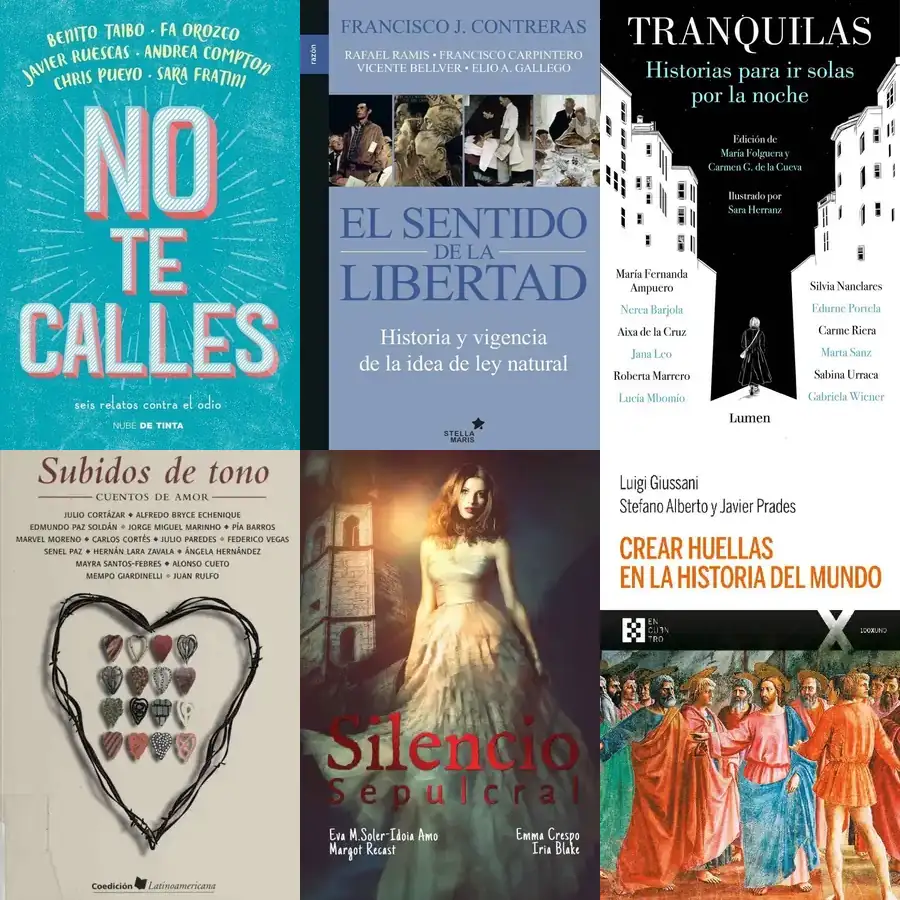 BENITO TAIBO · FA OROZCO
JAVIER RUESCAS · ANDREA COMPTON
CHRIS PUEYO · SARA FRATINI
NO
TE
CALLES
seis relatos contra el odio
NUBE DE TINTA
razón
FRANCISCO J. CONTRERAS
RAFAEL RAMIS • FRANCISCO CARPINTERO
VICENTE BELLVER • ELIO A. GALLEGO
EL SENTIDO
DE LA
LIBERTAD
Historia y vigencia
de la idea de ley natural
STELLA
MARIS
TRANQUILAS
Historias para ir solas
por la noche
Edición de
María Folguera y
Carmen G. de la Cueva
Ilustrado por
Sara Herranz
María Fernanda
Ampuero
Nerea Barjola
Aixa de la Cruz
Jana Leo
Roberta Marrero
Lucía Mbomío
Silvia Nanclares
Edurne Portela
Carme Riera
Marta Sanz
Sabina Urraca
Gabriela Wiener
Lumen
Subidos de tono
CUENTOS DE AMOR
JULIO CORTÁZAR ◆ ALFREDO BRYCE ECHENIQUE
EDMUNDO PAZ SOLDÁN ◆ JORGE MIGUEL MARINHO ◆ PÍA BARROS
MARVEL MORENO ◆ CARLOS CORTÉS ◆ JULIO PAREDES ◆ FEDERICO VEGAS
SENEL PAZ ◆ HERNÁN LARA ZAVALA ◆ ÁNGELA HERNÁNDEZ
MAYRA SANTOS-FEBRES ◆ ALONSO CUETO
MEMPO GIARDINELLI ◆ JUAN RULFO
Coedición Latinoamericana
Silencio
Sepulcral
Eva M.Soler-Idoia Amo
Margot Recast
Emma Crespo
Iria Blake
Luigi Giussani
Stefano Alberto y Javier Prades
CREAR HUELLAS
EN LA HISTORIA DEL MUNDO
EN
CUEN
TRO
X
100XUNO